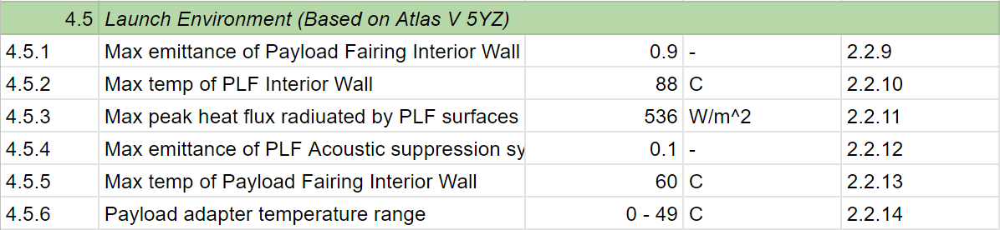 4.5 Launch Environment (Based on Atlas V 5YZ)
4.5.1 Max emittance of Payload Fairing Interior Wall 0.9 - 2.2.9
4.5.2 Max temp of PLF Interior Wall 88 C 2.2.10
4.5.3 Max peak heat flux radiuated by PLF surfaces 536 W/m^2 2.2.11
4.5.4 Max emittance of PLF Acoustic suppression sy 0.1 - 2.2.12
4.5.5 Max temp of Payload Fairing Interior Wall 60 C 2.2.13
4.5.6 Payload adapter temperature range 0 - 49 C 2.2.14